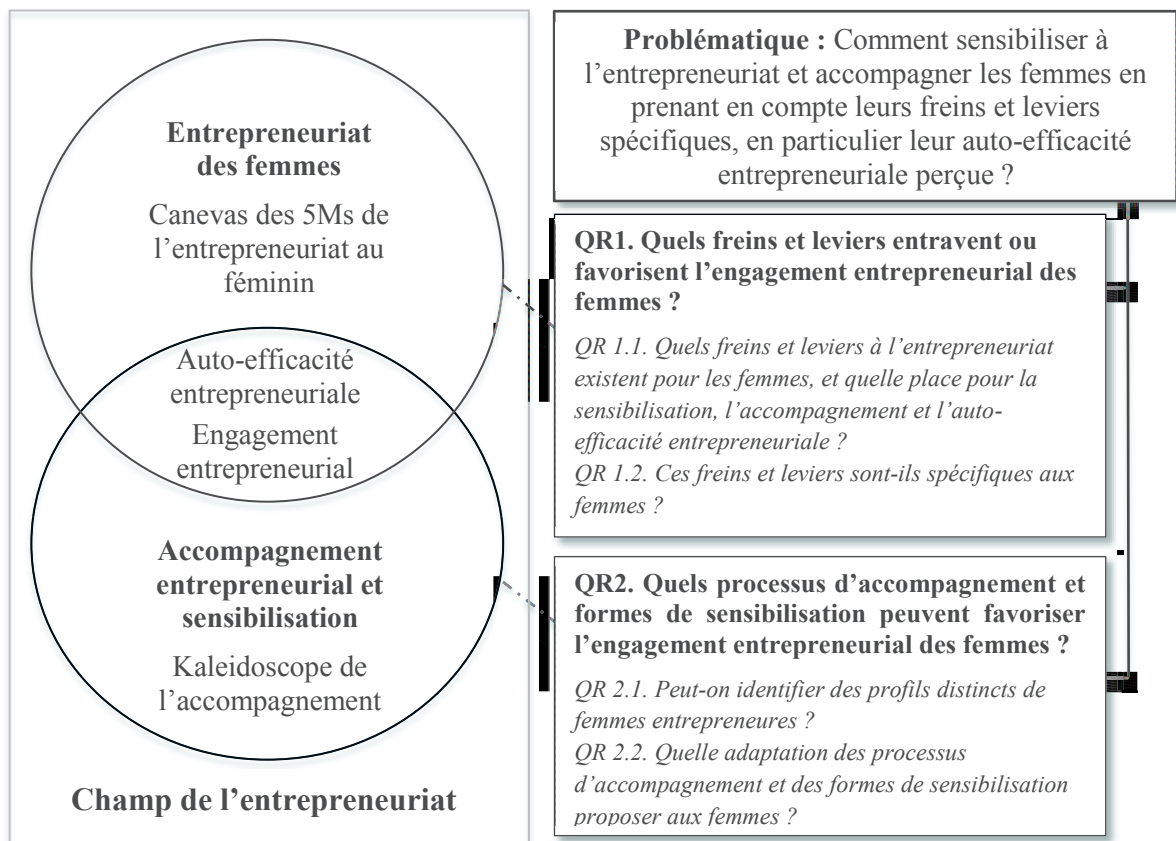 Entrepreneuriat
des femmes
Canevas des 5Ms de
l’entrepreneuriat au
féminin
Auto-efficacité
entrepreneuriale
Engagement
entrepreneurial
Accompagnement
entrepreneurial et
sensibilisation
Kaleidoscope de
l’accompagnement
Champ de l’entrepreneuriat
Problématique : Comment sensibiliser à
l’entrepreneuriat et accompagner les femmes en
prenant en compte leurs freins et leviers
spécifiques, en particulier leur auto-efficacité
entrepreneuriale perçue ?
QR1. Quels freins et leviers entravent ou
favorisent l’engagement entrepreneurial des
femmes ?
QR 1.1. Quels freins et leviers à l’entrepreneuriat
existent pour les femmes, et quelle place pour la
sensibilisation, l’accompagnement et l’auto-
efficacité entrepreneuriale ?
QR 1.2. Ces freins et leviers sont-ils spécifiques aux
femmes ?
QR2. Quels processus d’accompagnement et
formes de sensibilisation peuvent favoriser
l’engagement entrepreneurial des femmes ?
QR 2.1. Peut-on identifier des profils distincts de
femmes entrepreneures ?
QR 2.2. Quelle adaptation des processus
d’accompagnement et des formes de sensibilisation
proposer aux femmes ?